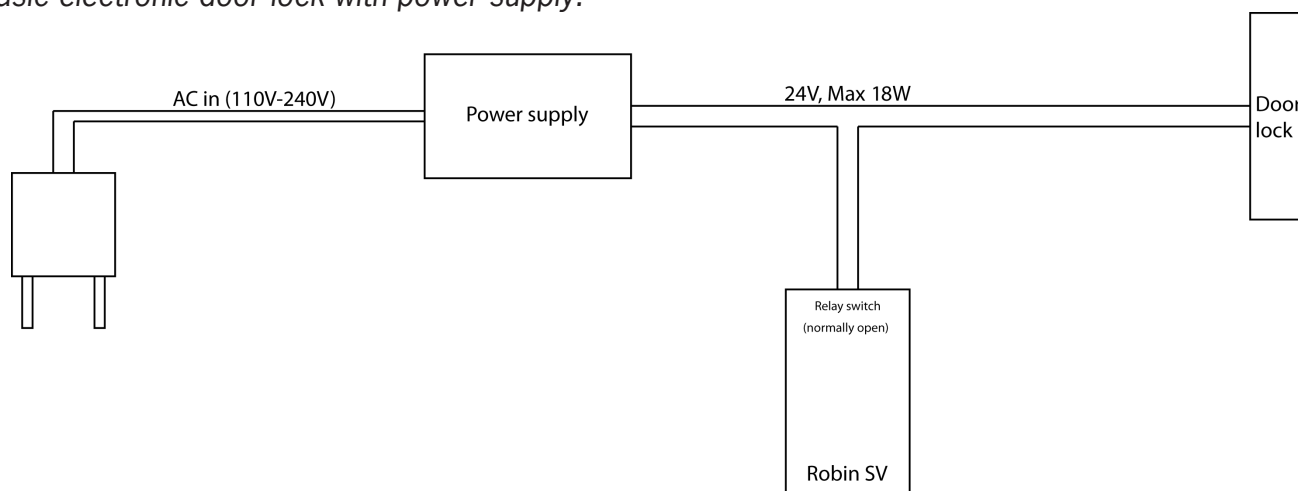 asic electronic door lock with power supply.
AC in (110V-240V)
Power supply
24V, Max 18W
Door
lock
Relay switch
(normally open)
Robin SV